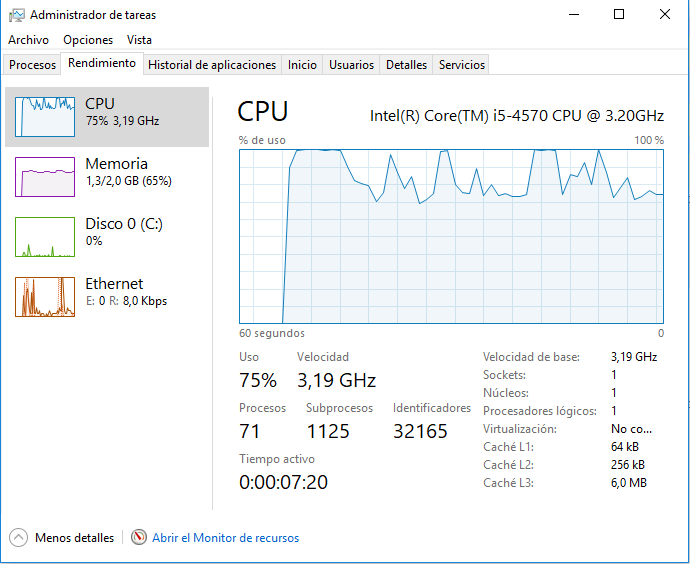 Administrador de tareas
Archivo Opciones Vista
Procesos Rendimiento Historial de aplicaciones Inicio Usuarios Detalles Servicios
CPU
75% 3,19 GHz
Memoria
1,3/2,0 GB (65%)
Disco 0 (C:)
0%
Ethernet
E: 0 R: 8,0 Kbps
CPU Intel(R) Core(TM) i5-4570 CPU @ 3.20GHz
% de uso 100 %
60 segundos 0
Uso Velocidad
75% 3,19 GHz
Procesos Subprocesos Identificadores
71 1125 32165
Tiempo activo
0:00:07:20
Velocidad de base: 3,19 GHz
Sockets: 1
Núcleos: 1
Procesadores lógicos: 1
Virtualización: No co...
Caché L1: 64 kB
Caché L2: 256 kB
Caché L3: 6,0 MB
Menos detalles Abrir el Monitor de recursos